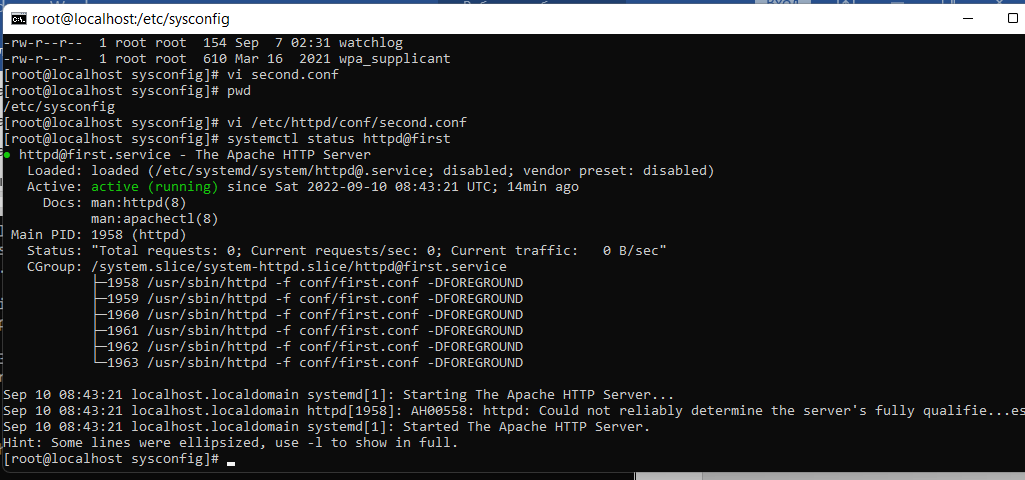 root@localhost:/etc/sysconfig
-rw-r--r--  1 root root  154 Sep  7 02:31 watchlog
-rw-r--r--  1 root root  610 Mar 16  2021 wpa_supplicant
[root@localhost sysconfig]# vi second.conf
[root@localhost sysconfig]# pwd
/etc/sysconfig
[root@localhost sysconfig]# vi /etc/httpd/conf/second.conf
[root@localhost sysconfig]# systemctl status httpd@first
● httpd@first.service - The Apache HTTP Server
   Loaded: loaded (/etc/systemd/system/httpd@.service; disabled; vendor preset: disabled)
   Active: active (running) since Sat 2022-09-10 08:43:21 UTC; 14min ago
     Docs: man:httpd(8)
           man:apachectl(8)
 Main PID: 1958 (httpd)
   Status: "Total requests: 0; Current requests/sec: 0; Current traffic:   0 B/sec"
   CGroup: /system.slice/system-httpd.slice/httpd@first.service
           ├─1958 /usr/sbin/httpd -f conf/first.conf -DFOREGROUND
           ├─1959 /usr/sbin/httpd -f conf/first.conf -DFOREGROUND
           ├─1960 /usr/sbin/httpd -f conf/first.conf -DFOREGROUND
           ├─1961 /usr/sbin/httpd -f conf/first.conf -DFOREGROUND
           ├─1962 /usr/sbin/httpd -f conf/first.conf -DFOREGROUND
           └─1963 /usr/sbin/httpd -f conf/first.conf -DFOREGROUND
Sep 10 08:43:21 localhost.localdomain systemd[1]: Starting The Apache HTTP Server...
Sep 10 08:43:21 localhost.localdomain httpd[1958]: AH00558: httpd: Could not reliably determine the server's fully qualifie...es
Sep 10 08:43:21 localhost.localdomain systemd[1]: Started The Apache HTTP Server.
Hint: Some lines were ellipsized, use -l to show in full.
[root@localhost sysconfig]#